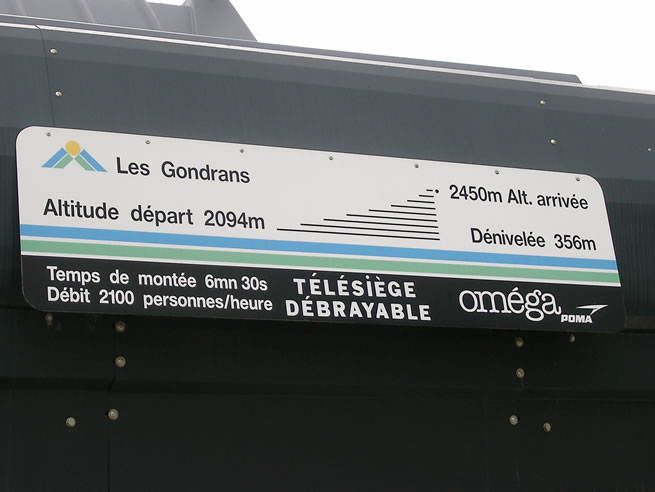 Les Gondrans
2450m Alt. arrivée
Altitude départ 2094m
Dénivelée 356m
Temps de montée 6mn 30s
Débit 2100 personnes/heure
TÉLÉSIÈGE
DÉBRAYABLE
oméga
POMA